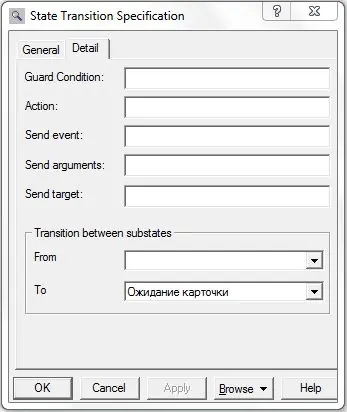 State Transition Specification
General Detail
Guard Condition:
Action:
Send event:
Send arguments:
Send target:
Transition between substates
From
To Ожидание карточки
OK Cancel Apply Browse Help